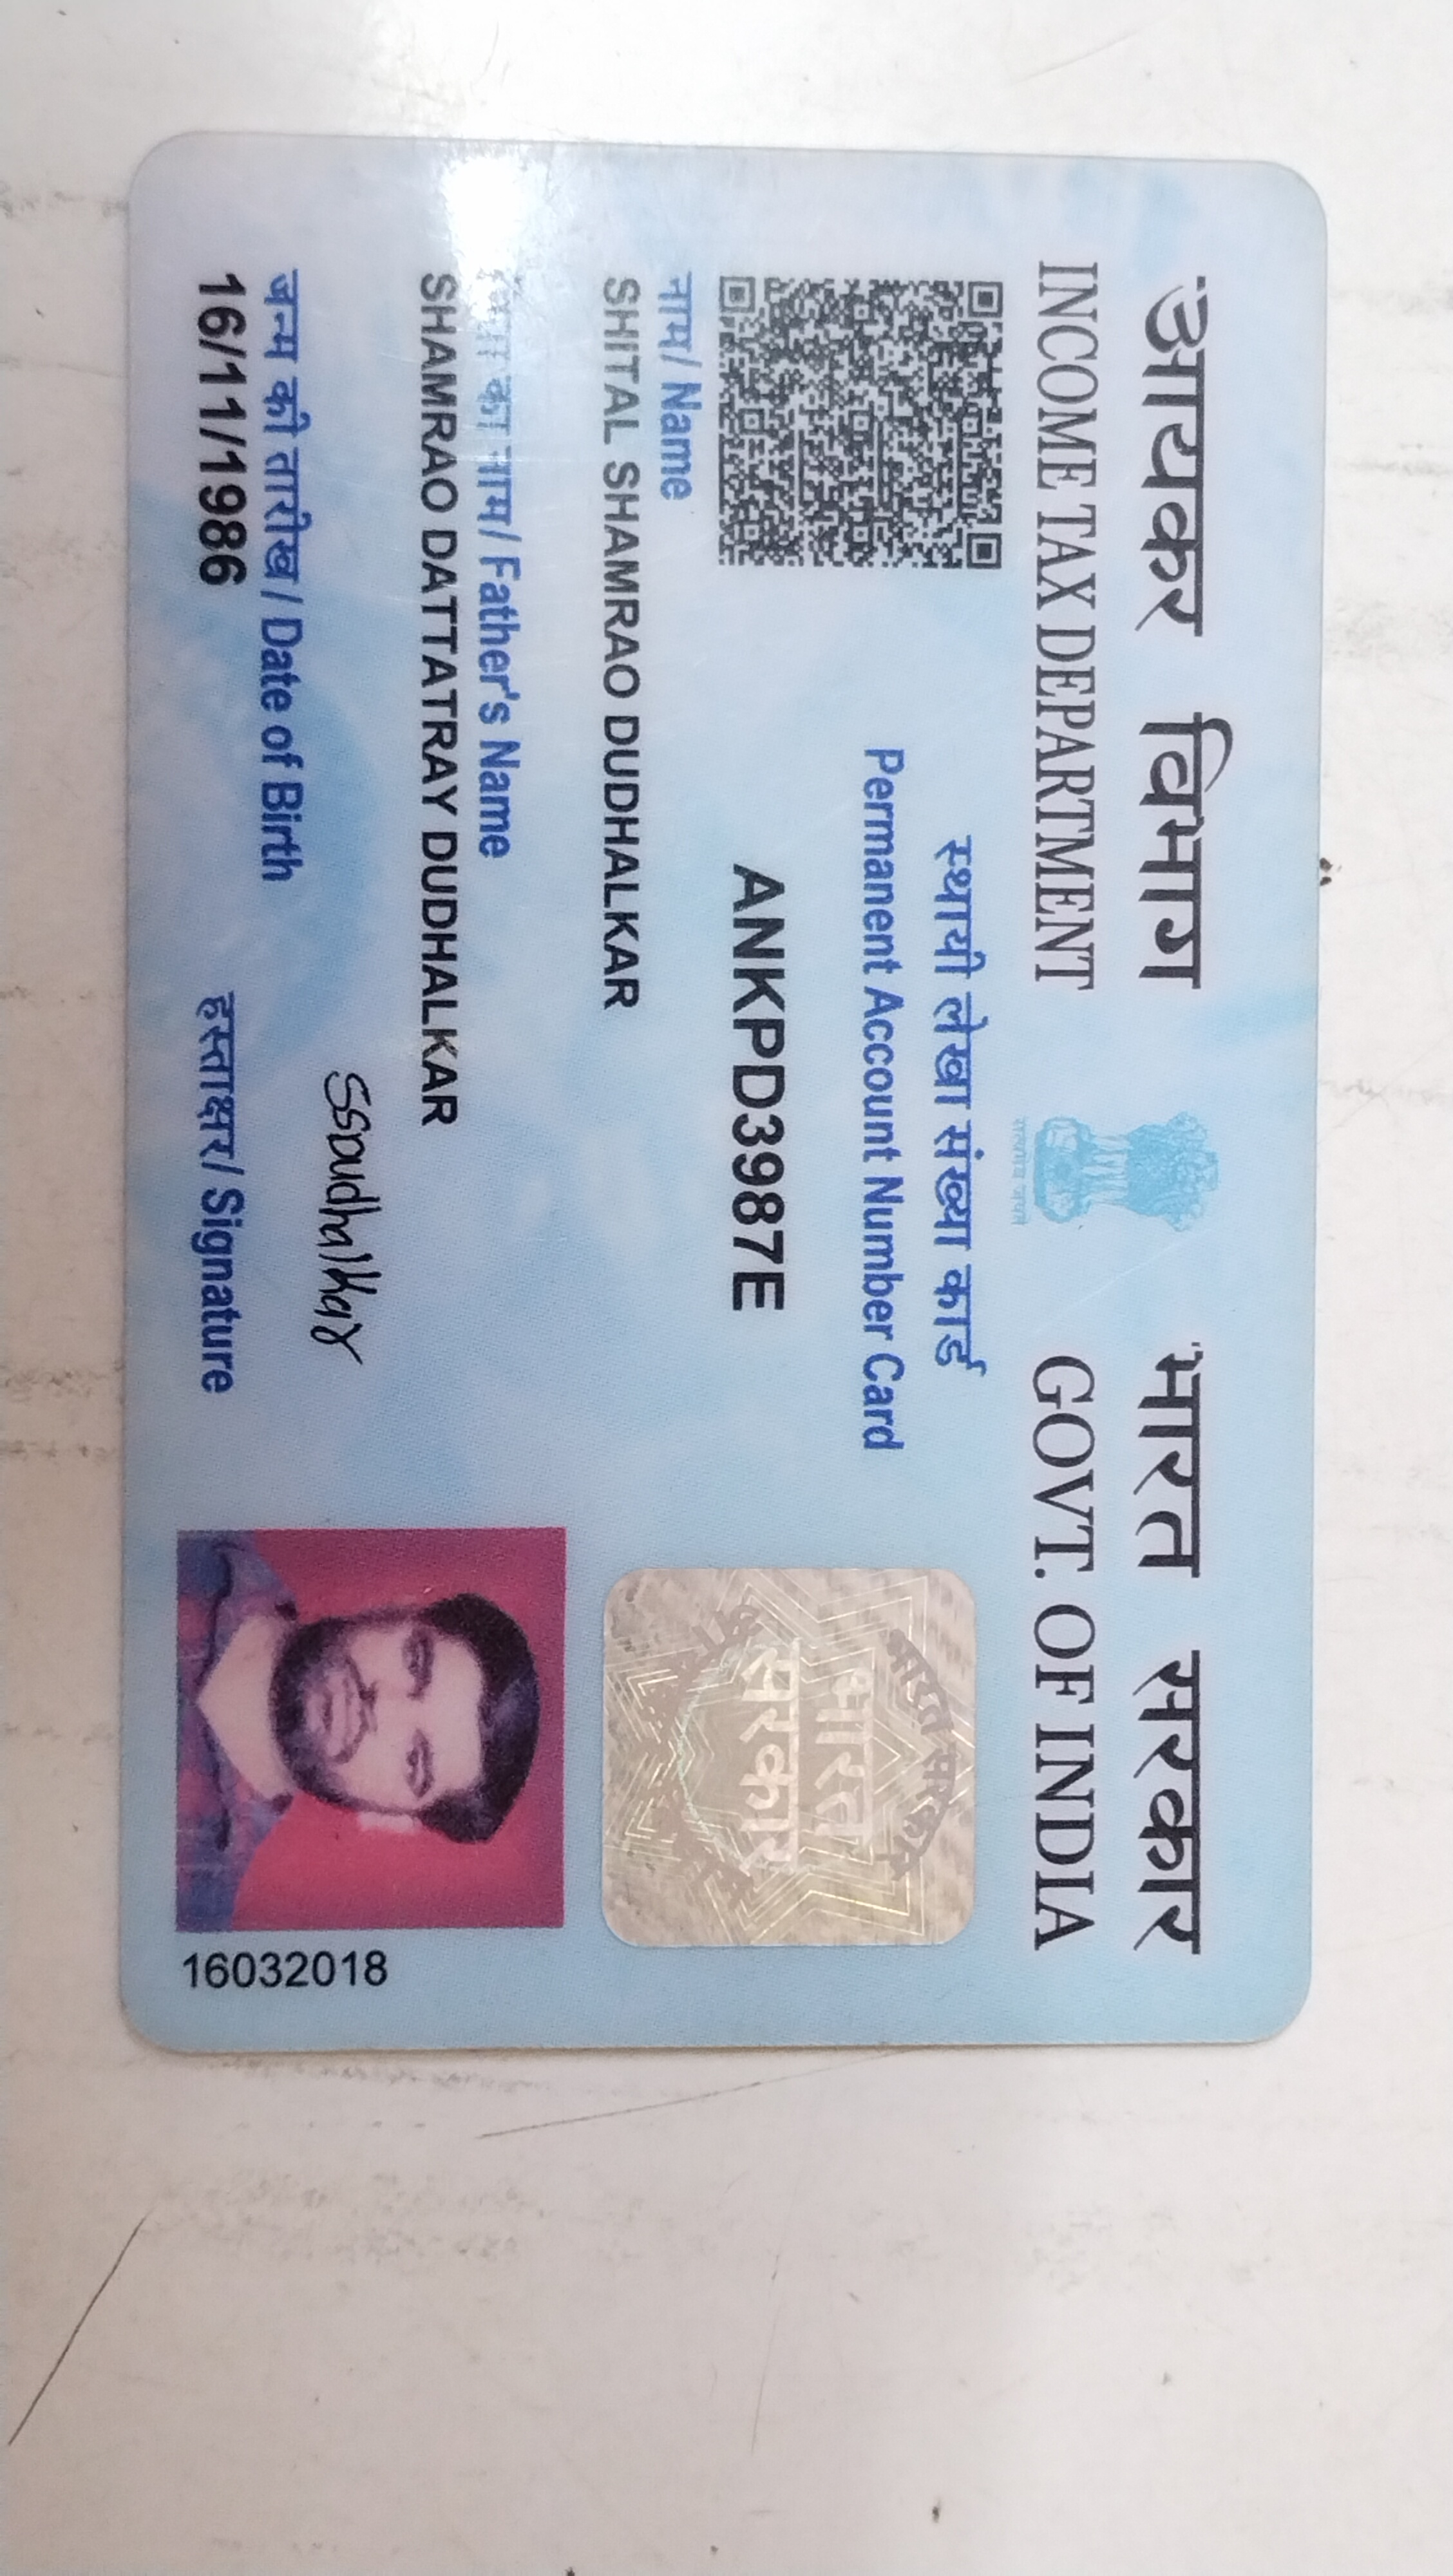 आयकर विभाग
INCOME TAX DEPARTMENT
सत्यमेव जयते
भारत सरकार
GOVT. OF INDIA
स्थायी लेखा संख्या कार्ड
Permanent Account Number Card
ANKPD3987E
भारत सरकार
भारत
सरकार
नाम/ Name
SHITAL SHAMRAO DUDHALKAR
पिता का नाम/ Father's Name
SHAMRAO DATTATRAY DUDHALKAR
जन्म की तारीख/ Date of Birth
16/11/1986
SSDudhalkar
हस्ताक्षर/ Signature
16032018